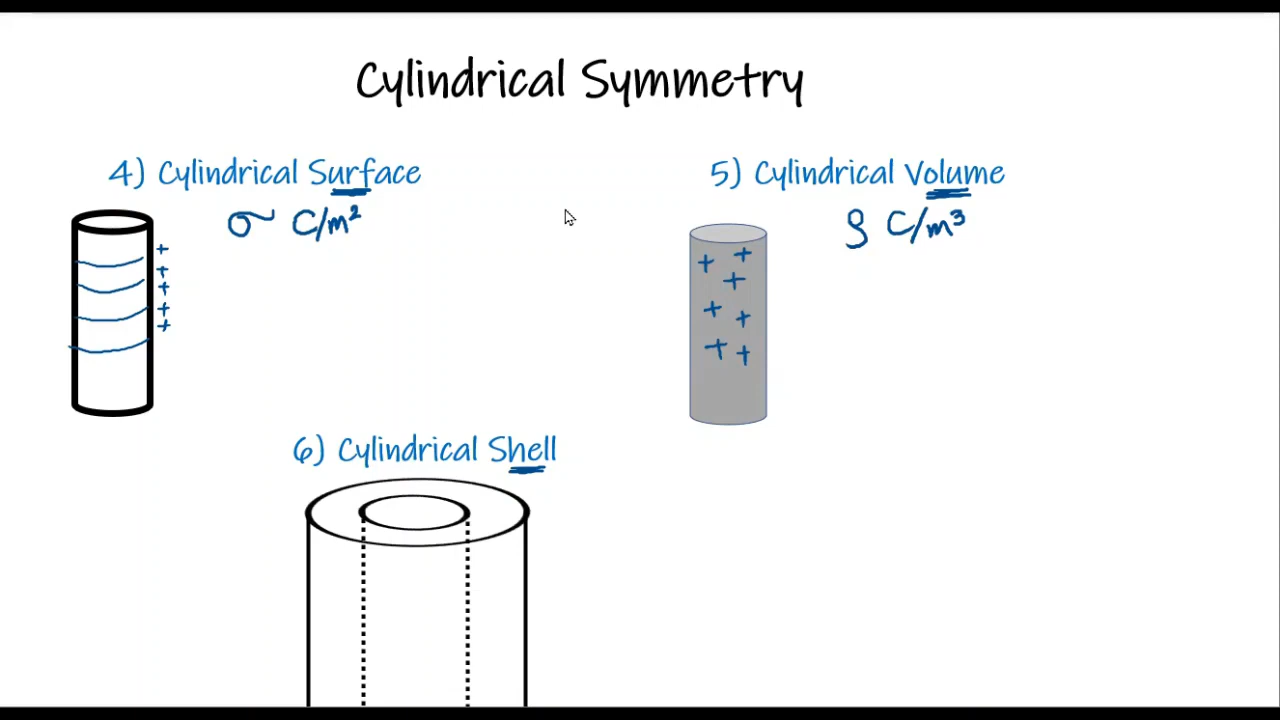 Cylindrical Symmetry
4) Cylindrical Surface
σ C/m²
+
+
+
+
+
5) Cylindrical Volume
ρ C/m³
+ +
+
+ +
+ +
6) Cylindrical Shell